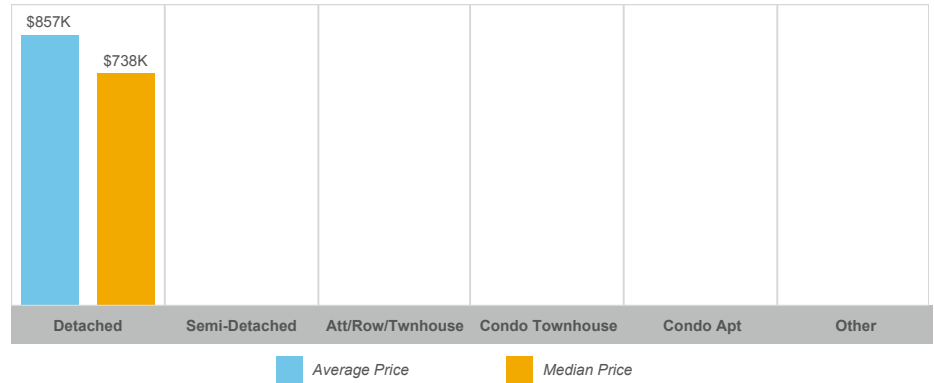 $857K
$738K
Detached Semi-Detached Att/Row/Twnhouse Condo Townhouse Condo Apt Other
Average Price Median Price